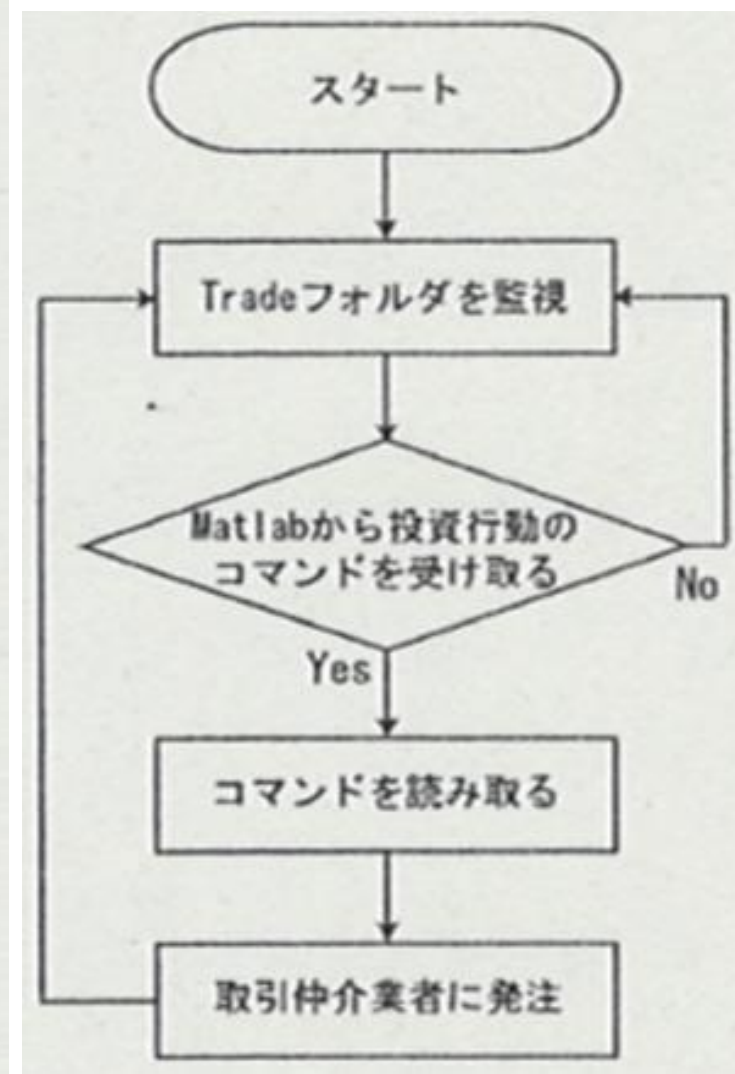 スタート
Tradeフォルダを監視
Matlabから投資行動の
コマンドを受け取る
No
Yes
コマンドを読み取る
取引仲介業者に発注